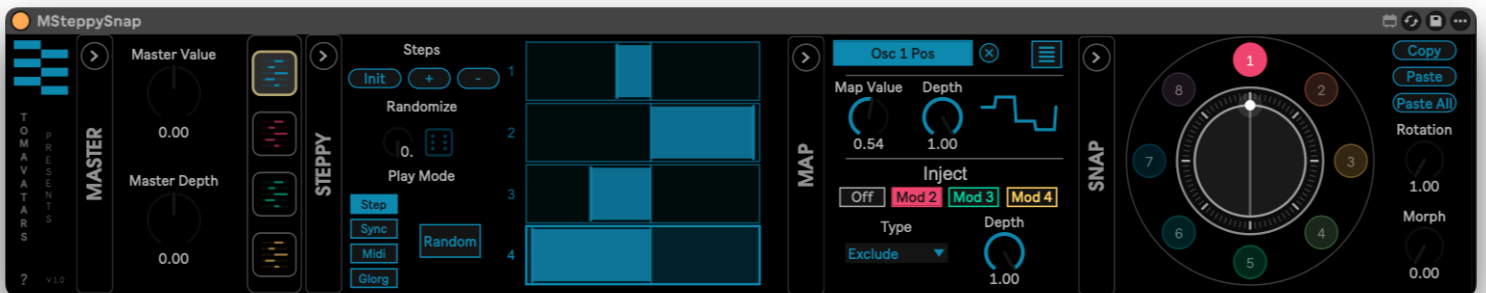 MSteppySnap
TOMAVATARS
PRESENTS
?
v 1.0
MASTER
Master Value
0.00
Master Depth
0.00
STEPPY
Steps
Init
+
-
Randomize
0.
Play Mode
Step
Sync
Midi
Glorg
Random
1
2
3
4
MAP
Osc 1 Pos
Map Value
Depth
0.54
1.00
Inject
Off
Mod 2
Mod 3
Mod 4
Type
Depth
Exclude
1.00
SNAP
1
2
3
4
5
6
7
8
Copy
Paste
Paste All
Rotation
1.00
Morph
0.00